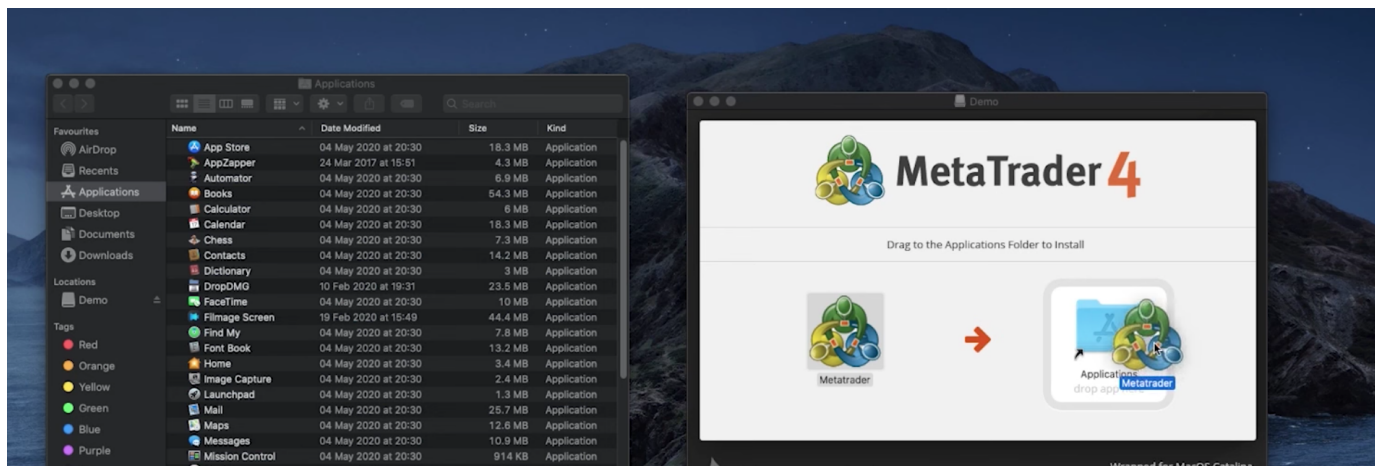 Applications
Search
Favourites
AirDrop
Recents
Applications
Desktop
Documents
Downloads
Locations
Demo
Tags
Red
Orange
Yellow
Green
Blue
Purple
Name Date Modified Size Kind
App Store 04 May 2020 at 20:30 18.3 MB Application
AppZapper 24 Mar 2017 at 15:51 4.3 MB Application
Automator 04 May 2020 at 20:30 6.9 MB Application
Books 04 May 2020 at 20:30 54.3 MB Application
Calculator 04 May 2020 at 20:30 6 MB Application
Calendar 04 May 2020 at 20:30 18.3 MB Application
Chess 04 May 2020 at 20:30 7.3 MB Application
Contacts 04 May 2020 at 20:30 14.2 MB Application
Dictionary 04 May 2020 at 20:30 3 MB Application
DropDMG 10 Feb 2020 at 19:31 23.5 MB Application
FaceTime 04 May 2020 at 20:30 10 MB Application
Filmage Screen 19 Feb 2020 at 15:49 44.4 MB Application
Find My 04 May 2020 at 20:30 7.8 MB Application
Font Book 04 May 2020 at 20:30 13.2 MB Application
Home 04 May 2020 at 20:30 3.4 MB Application
Image Capture 04 May 2020 at 20:30 2.4 MB Application
Launchpad 04 May 2020 at 20:30 1.3 MB Application
Mail 04 May 2020 at 20:30 25.7 MB Application
Maps 04 May 2020 at 20:30 12.6 MB Application
Messages 04 May 2020 at 20:30 10.9 MB Application
Mission Control 04 May 2020 at 20:30 914 KB Application
Demo
MetaTrader 4
Drag to the Applications Folder to Install
Metatrader
Applications
drop app
Metatrader
Wrapped for MacOS Catalina